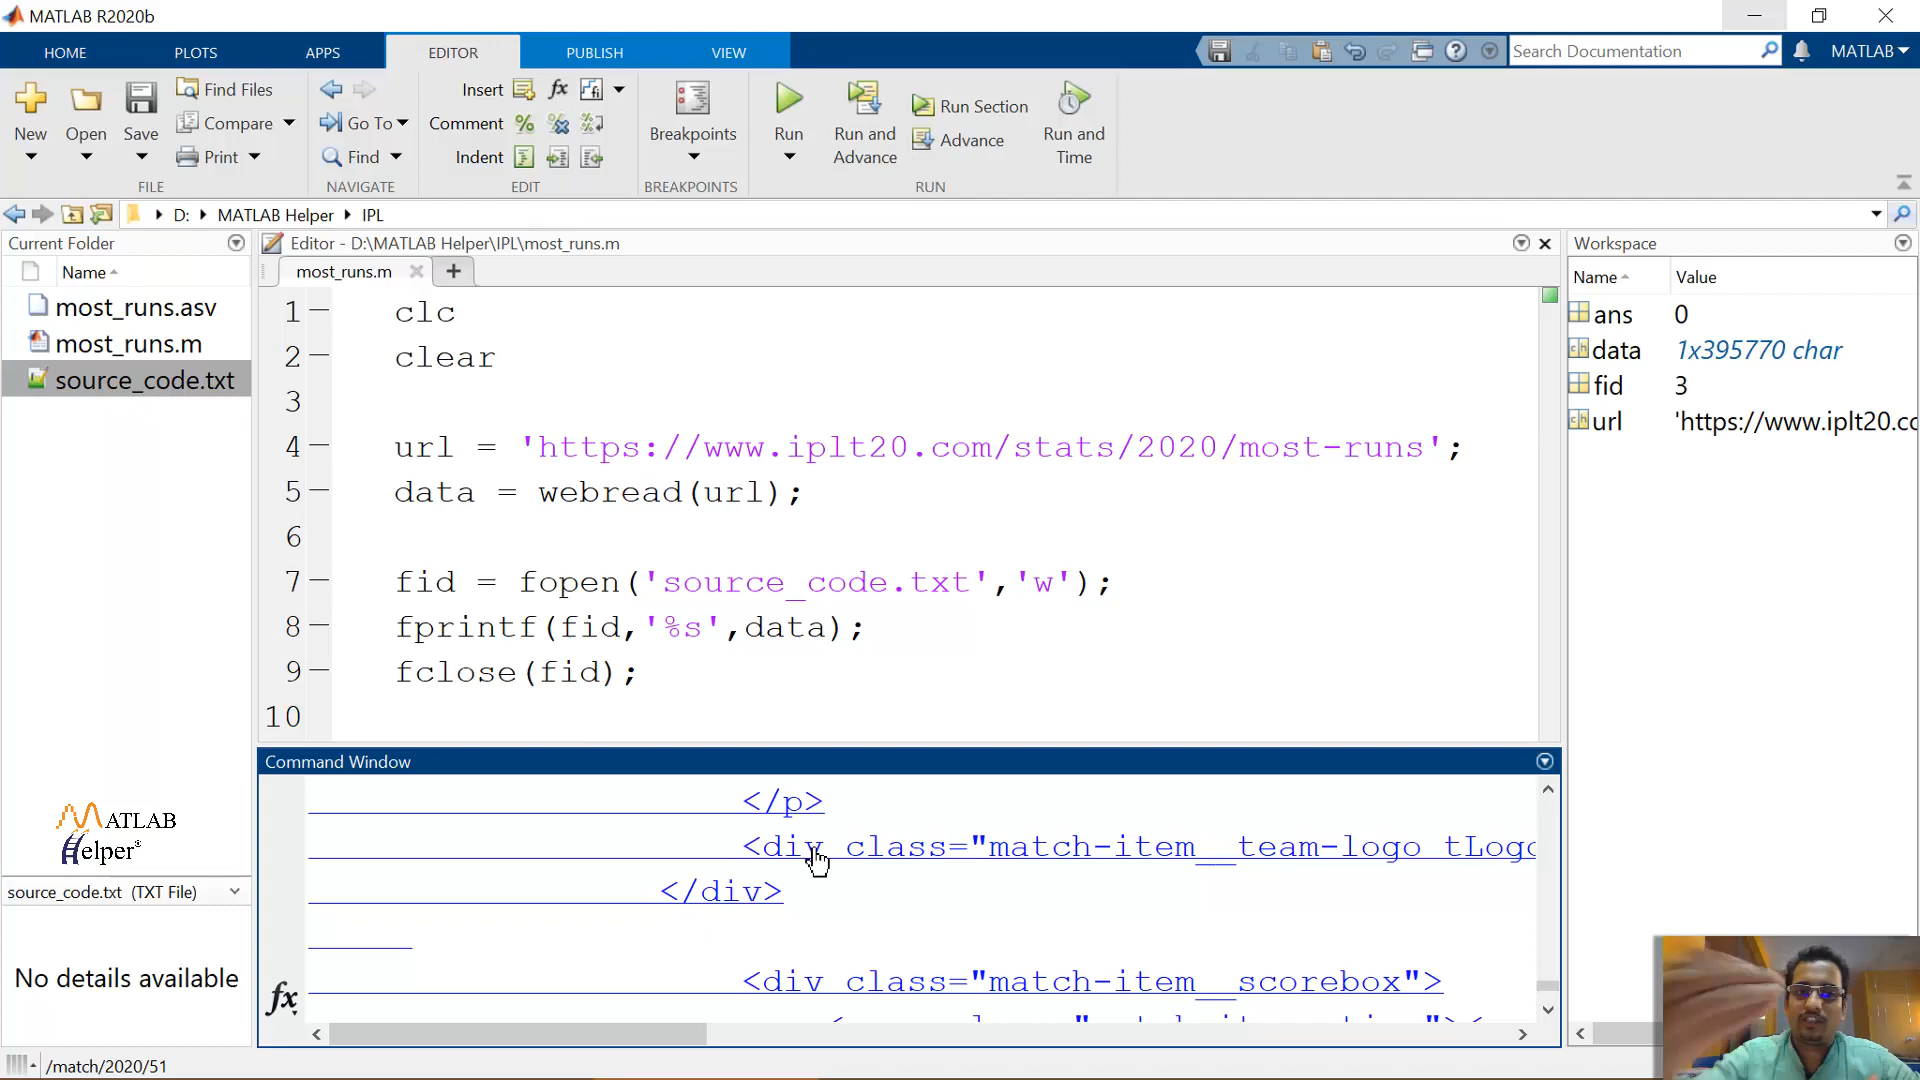 MATLAB R2020b
HOME PLOTS APPS EDITOR PUBLISH VIEW Search Documentation MATLAB
New Open Save Find Files Compare Print Go To Find Insert fx Comment Indent Breakpoints Run Run and Advance Run Section Advance Run and Time
FILE NAVIGATE EDIT BREAKPOINTS RUN
D: MATLAB Helper IPL
Current Folder
Name
most_runs.asv
most_runs.m
source_code.txt
MATLAB
Helper®
source_code.txt (TXT File)
No details available
Editor - D:\MATLAB Helper\IPL\most_runs.m
most_runs.m
1 clc
2 clear
3
4 url = 'https://www.iplt20.com/stats/2020/most-runs';
5 data = webread(url);
6
7 fid = fopen('source_code.txt','w');
8 fprintf(fid,'%s',data);
9 fclose(fid);
10
Command Window
</p>
<div class="match-item__team-logo tLogo
</div>
<div class="match-item__scorebox">
fx
Workspace
Name Value
ans 0
data 1x395770 char
fid 3
url 'https://www.iplt20.co
/match/2020/51